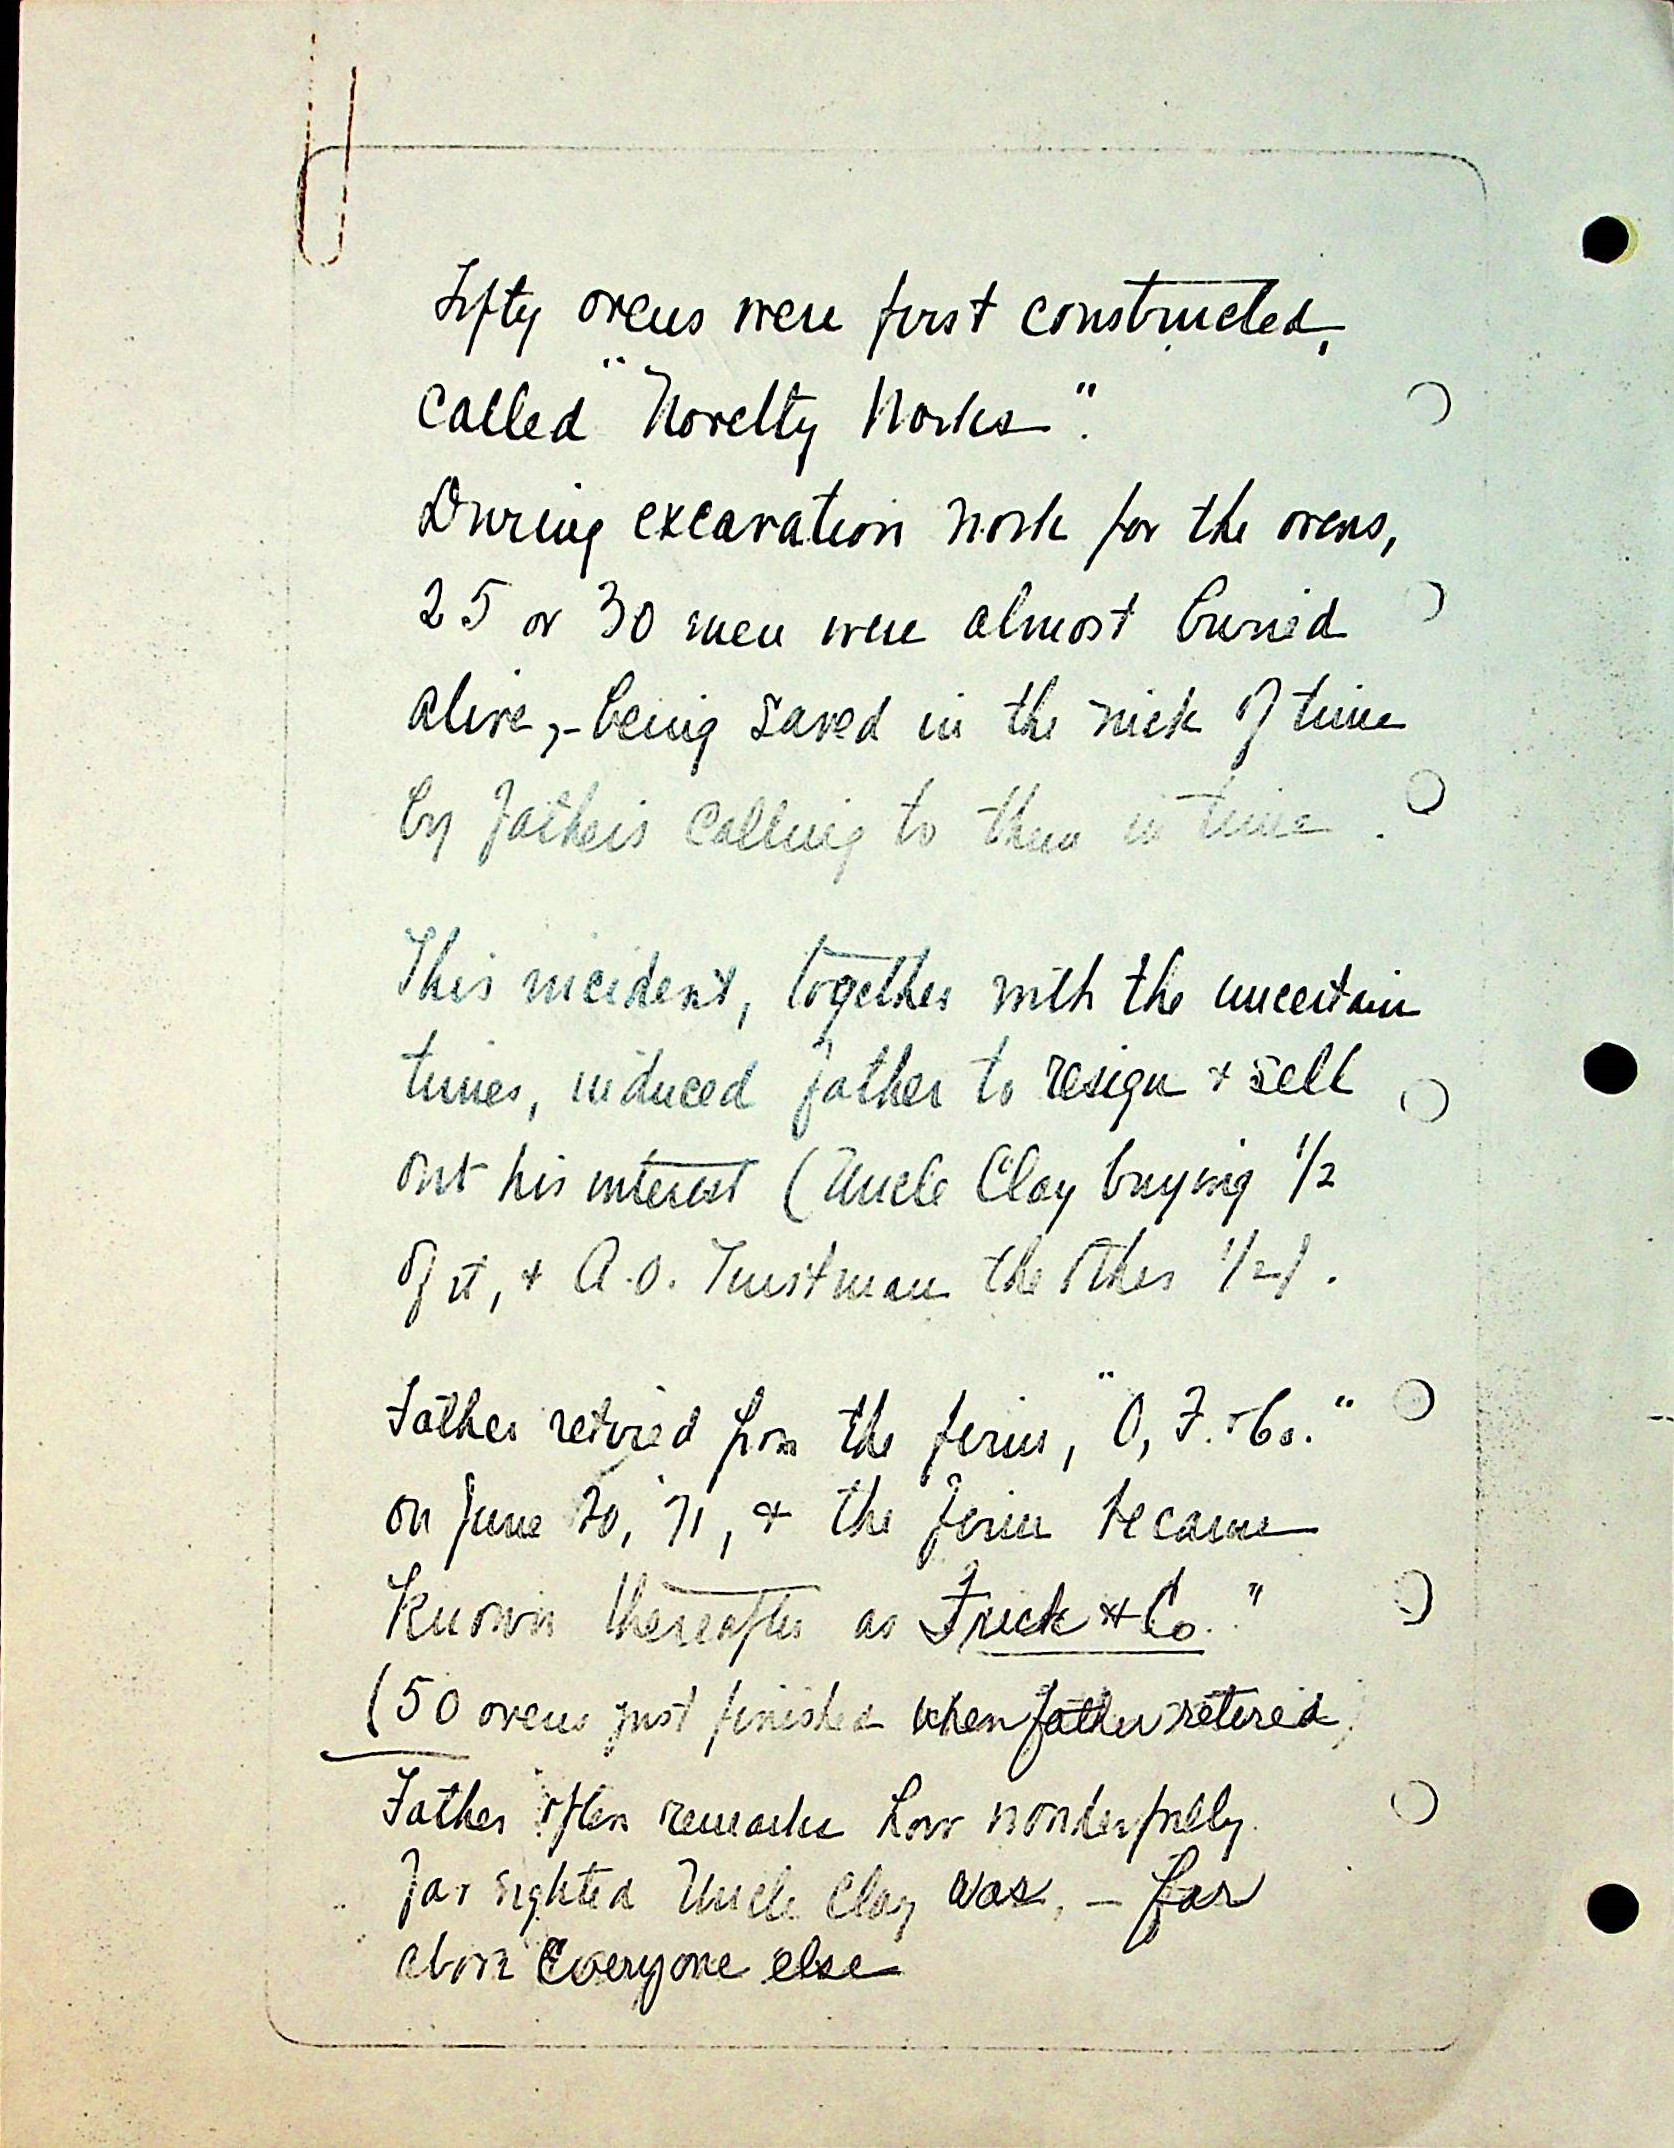 Fifty ovens were first constructed,
called "Novelty Works".
During excavation work for the ovens,
25 or 30 men were almost buried
alive,- being saved in the nick of time
by father's calling to them in time.
This incident, together with the uncertain
times, induced father to resign + sell
out his interest (Uncle Clay buying 1/2
of it, + A.O. Tinstman the other 1/2).
Father retired from the firm, "O, F. + Co."
on June 20, '71, + the firm became
known thereafter as Frick + Co."
(50 ovens just finished when father retired)
Father often remarks how wonderfully
far sighted Uncle Clay was, - far
above everyone else